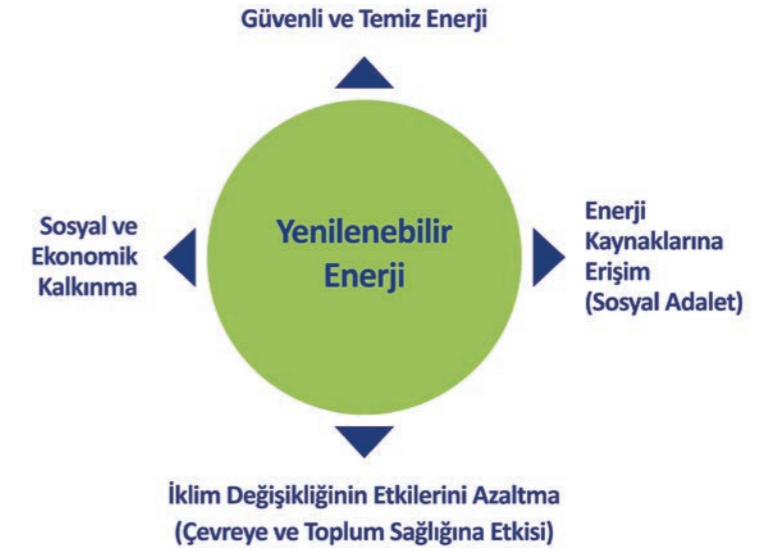 Güvenli ve Temiz Enerji
Sosyal ve
Ekonomik
Kalkınma
Yenilenebilir
Enerji
Enerji
Kaynaklarına
Erişim
(Sosyal Adalet)
İklim Değişikliğinin Etkilerini Azaltma
(Çevreye ve Toplum Sağlığına Etkisi)